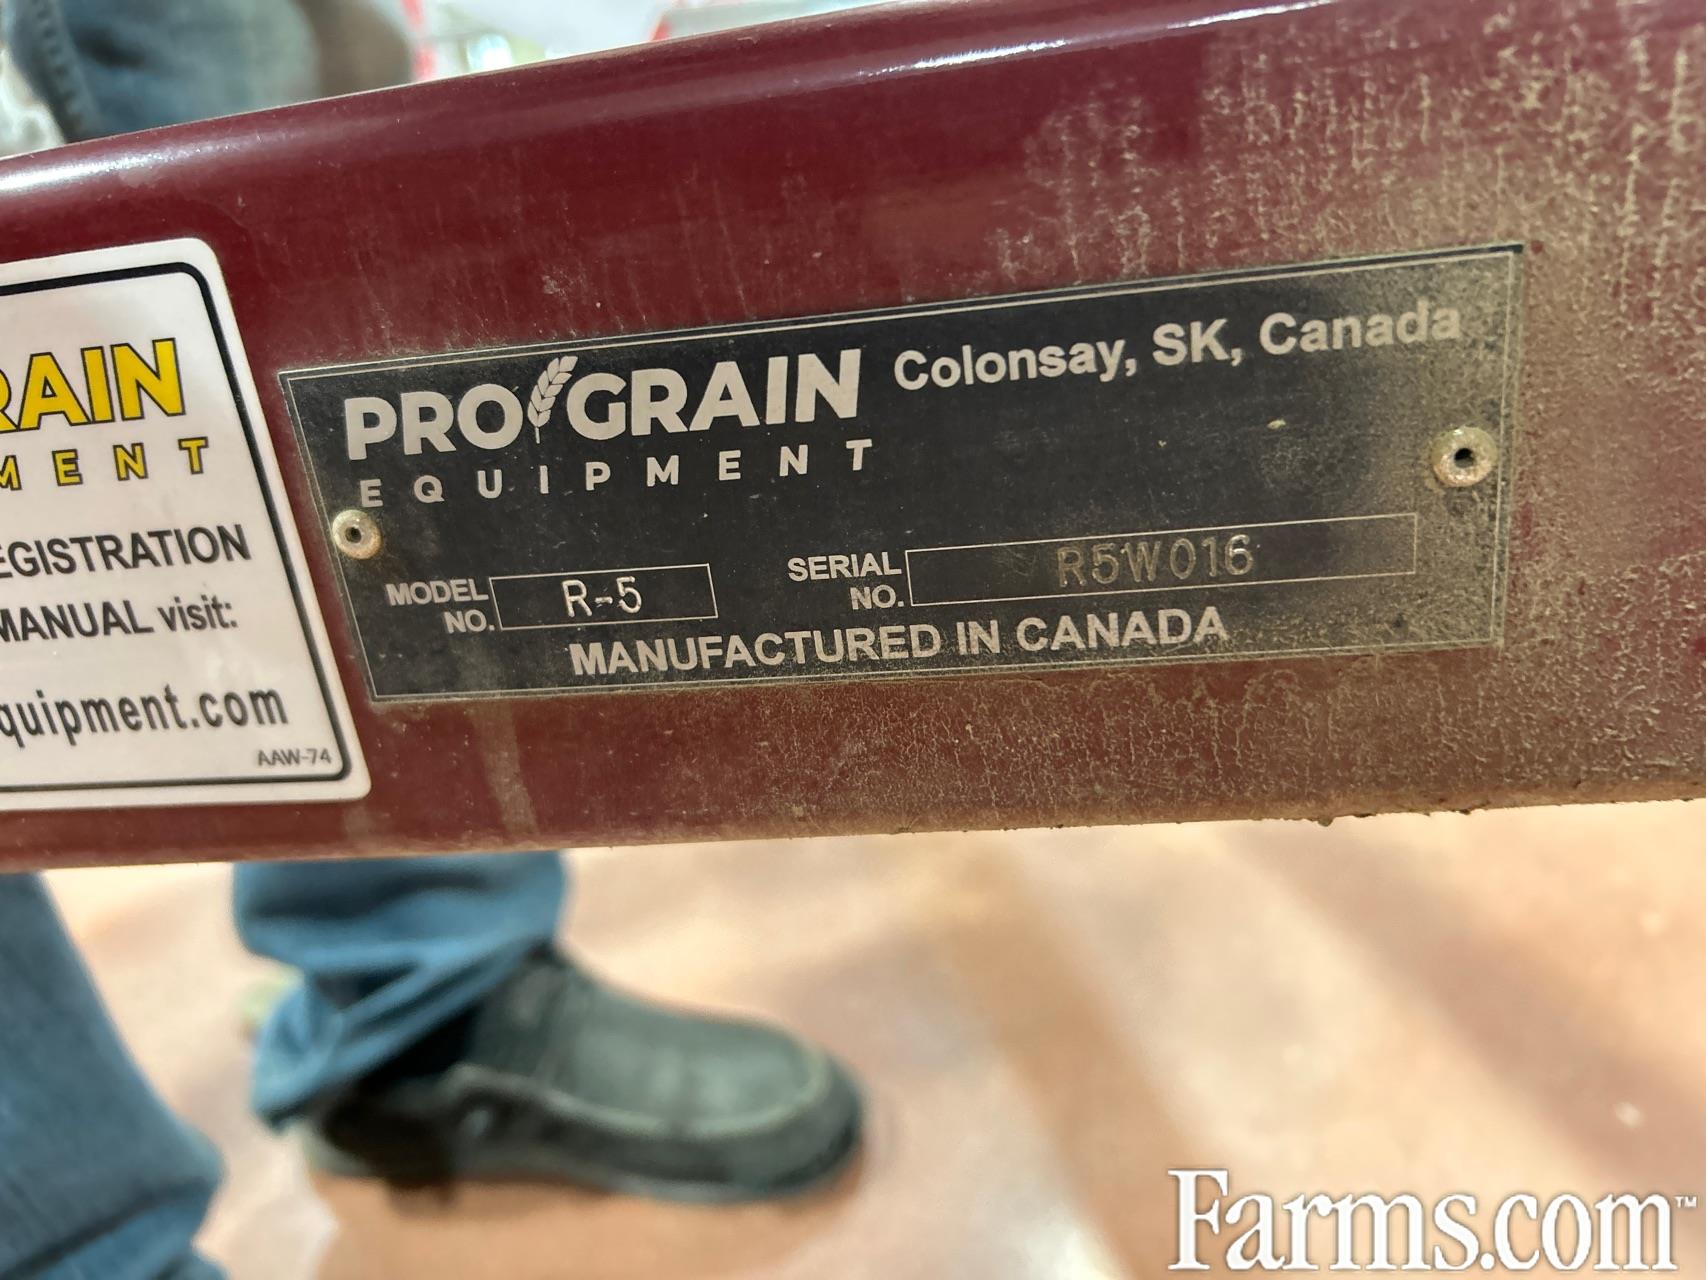 RAIN
MENT
EGISTRATION
MANUAL visit:
quipment.com
AAW-74
PRO GRAIN
EQUIPMENT
Colonsay, SK, Canada
MODEL NO. R-5
SERIAL NO. R5W016
MANUFACTURED IN CANADA
Farms.com™